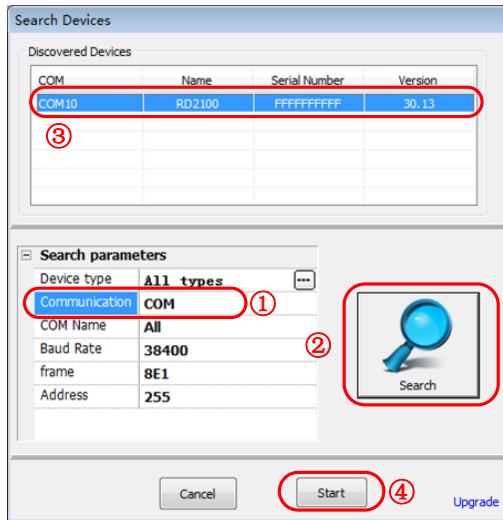 Search Devices
Discovered Devices
COM Name Serial Number Version
COM10 RD2100 FFFFFFFFFF 30.13
③
Search parameters
Device type All types ...
Communication COM ①
COM Name All
②
Baud Rate 38400
frame 8E1
Address 255
Search
Cancel Start ④
Upgrade